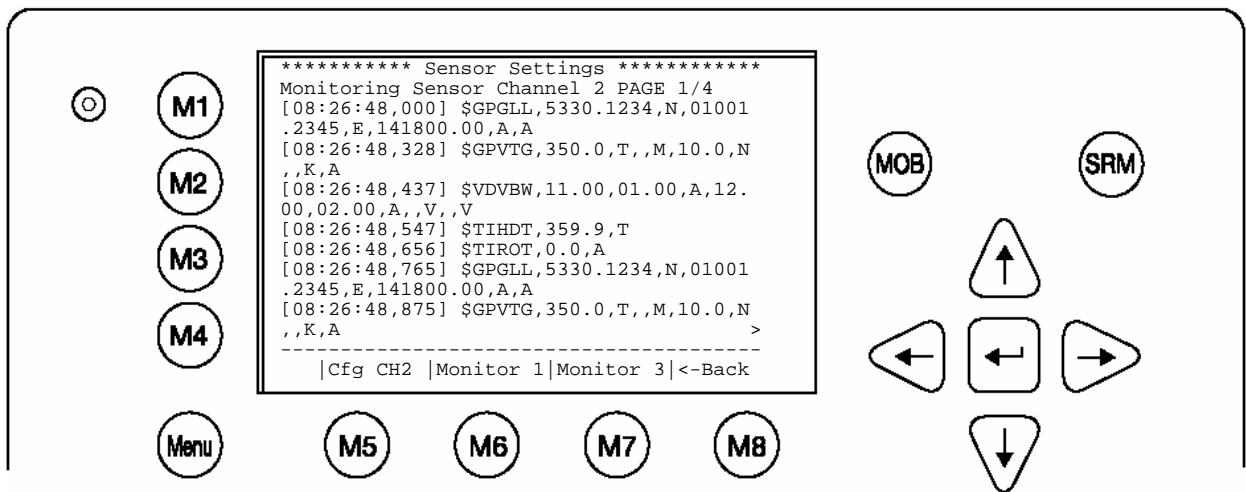 *********** Sensor Settings ************
Monitoring Sensor Channel 2 PAGE 1/4
[08:26:48,000] $GPGLL,5330.1234,N,01001
.2345,E,141800.00,A,A
[08:26:48,328] $GPVTG,350.0,T,,M,10.0,N
,,K,A
[08:26:48,437] $VDVBW,11.00,01.00,A,12.
00,02.00,A,,V,,V
[08:26:48,547] $TIHDT,359.9,T
[08:26:48,656] $TIROT,0.0,A
[08:26:48,765] $GPGLL,5330.1234,N,01001
.2345,E,141800.00,A,A
[08:26:48,875] $GPVTG,350.0,T,,M,10.0,N
,,K,A >
----------------------------------------
|Cfg CH2 |Monitor 1|Monitor 3|<-Back
M1
M2
M3
M4
Menu
M5
M6
M7
M8
MOB
SRM